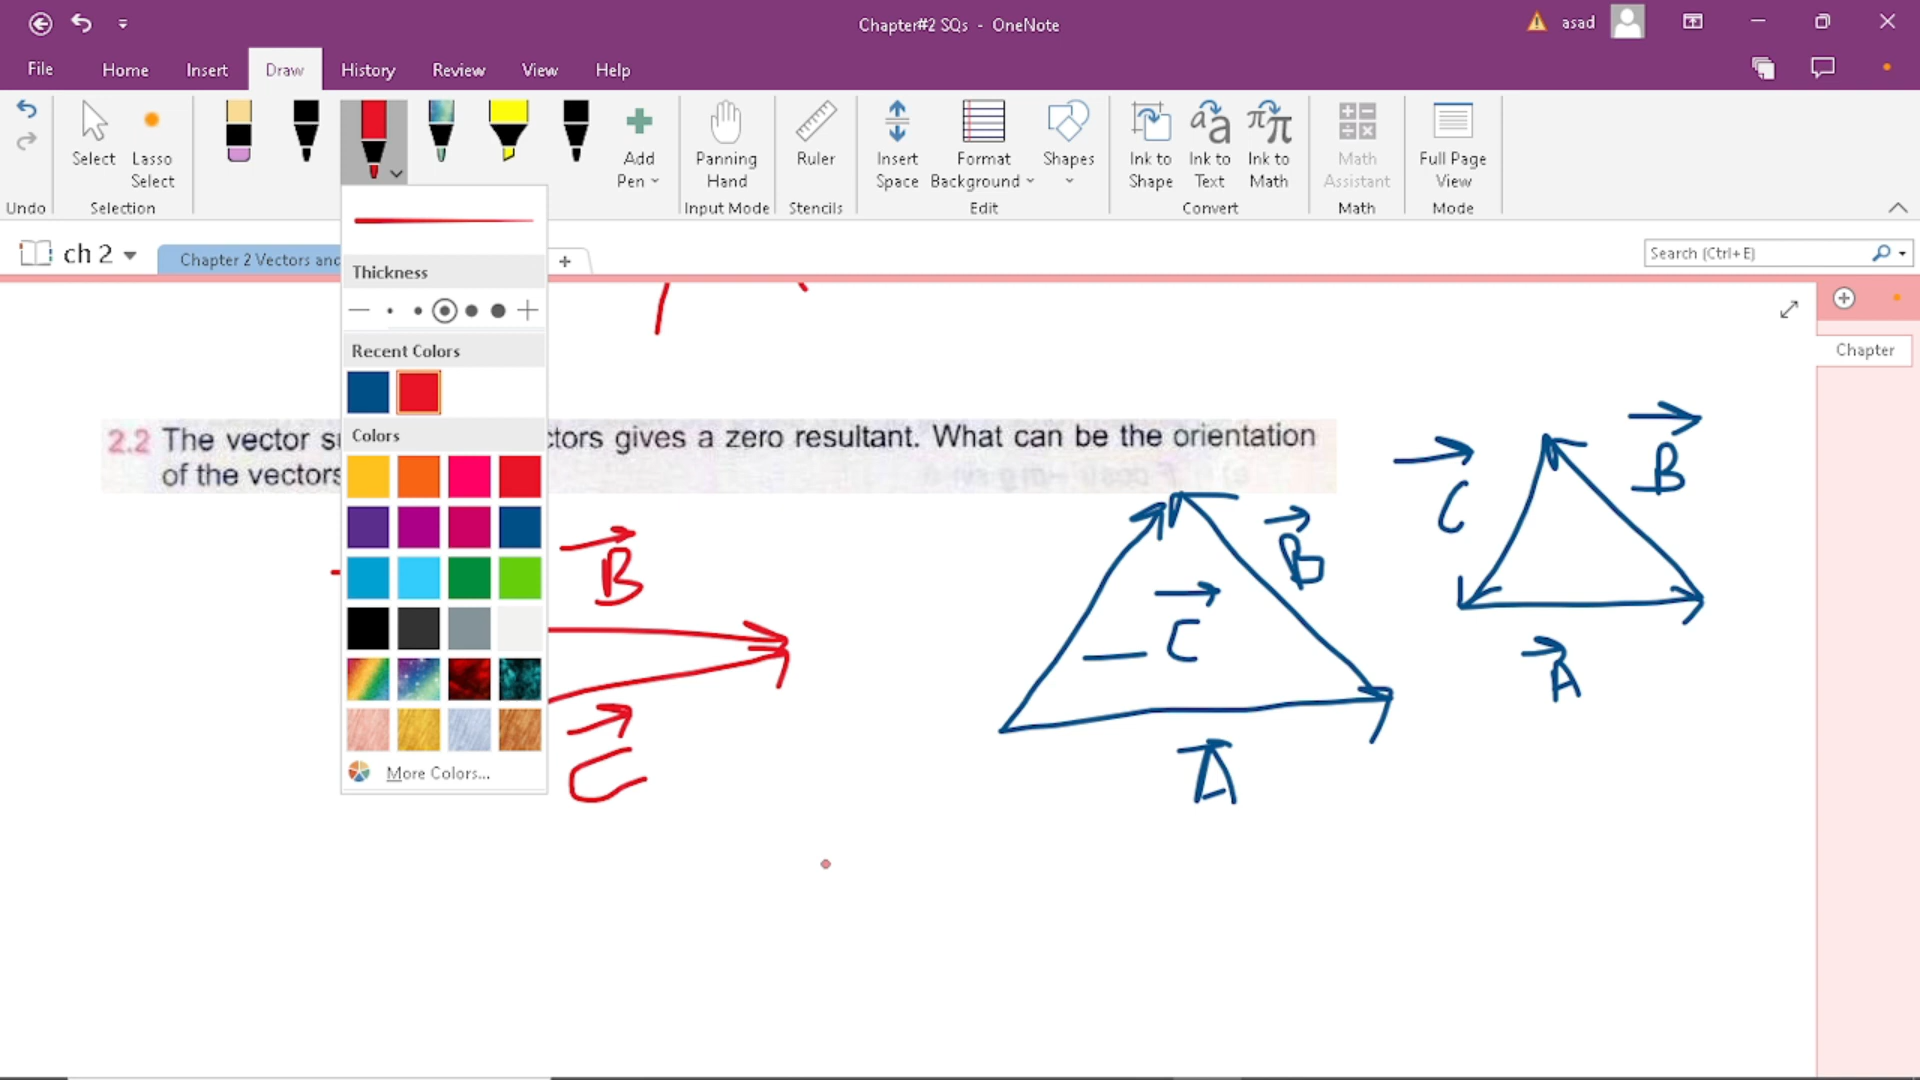 Chapter#2 SQs - OneNote
asad
File Home Insert Draw History Review View Help
Select
Lasso Select
Add Pen
Panning Hand
Ruler
Insert Space
Format Background
Shapes
Ink to Shape
Ink to Text
Ink to Math
Math Assistant
Full Page View
Undo Selection Input Mode Stencils Edit Convert Math Mode
ch 2
Chapter 2 Vectors and
Search (Ctrl+E)
Chapter
Thickness
Recent Colors
Colors
More Colors...
2.2 The vector s ctors gives a zero resultant. What can be the orientation
of the vectors
B
C
B
- C
A
C
B
A